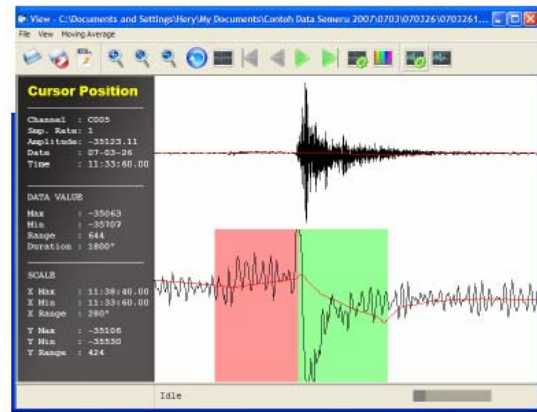 View - C:\Documents and Settings\Hery\My Documents\Contoh Data Semeru 2007\0703\070326\0703261...
File View Moving Average
Cursor Position
Channel : C005
Smp. Rate: 1
Amplitude: -35123.11
Date : 07-03-26
Time : 11:33:60.00
DATA VALUE
Max : -35063
Min : -35707
Range : 644
Duration : 1800"
SCALE
X Max : 11:38:40.00
X Min : 11:33:60.00
X Range : 280"
Y Max : -35106
Y Min : -35530
Y Range : 424
Idle